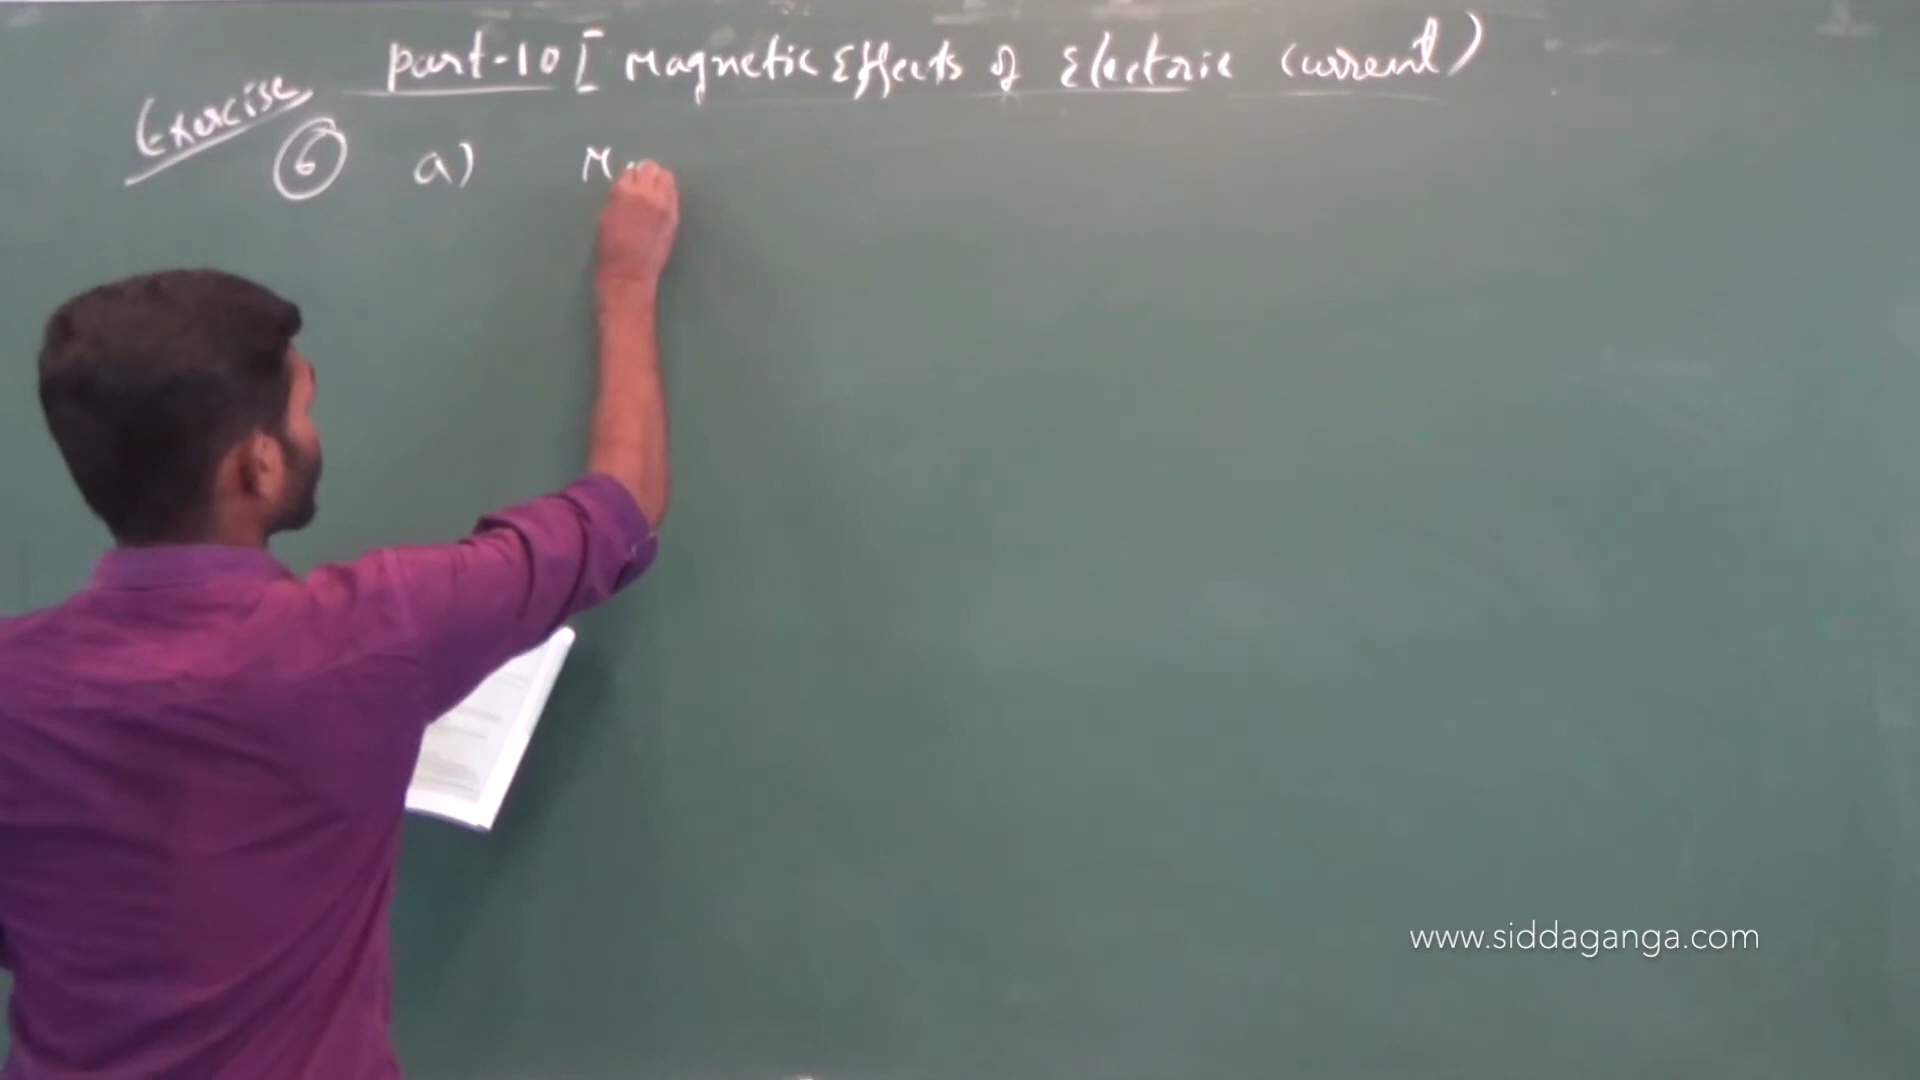 part-10 [ Magnetic Effects of Electric current )
Exercise
6 a)
www.siddaganga.com